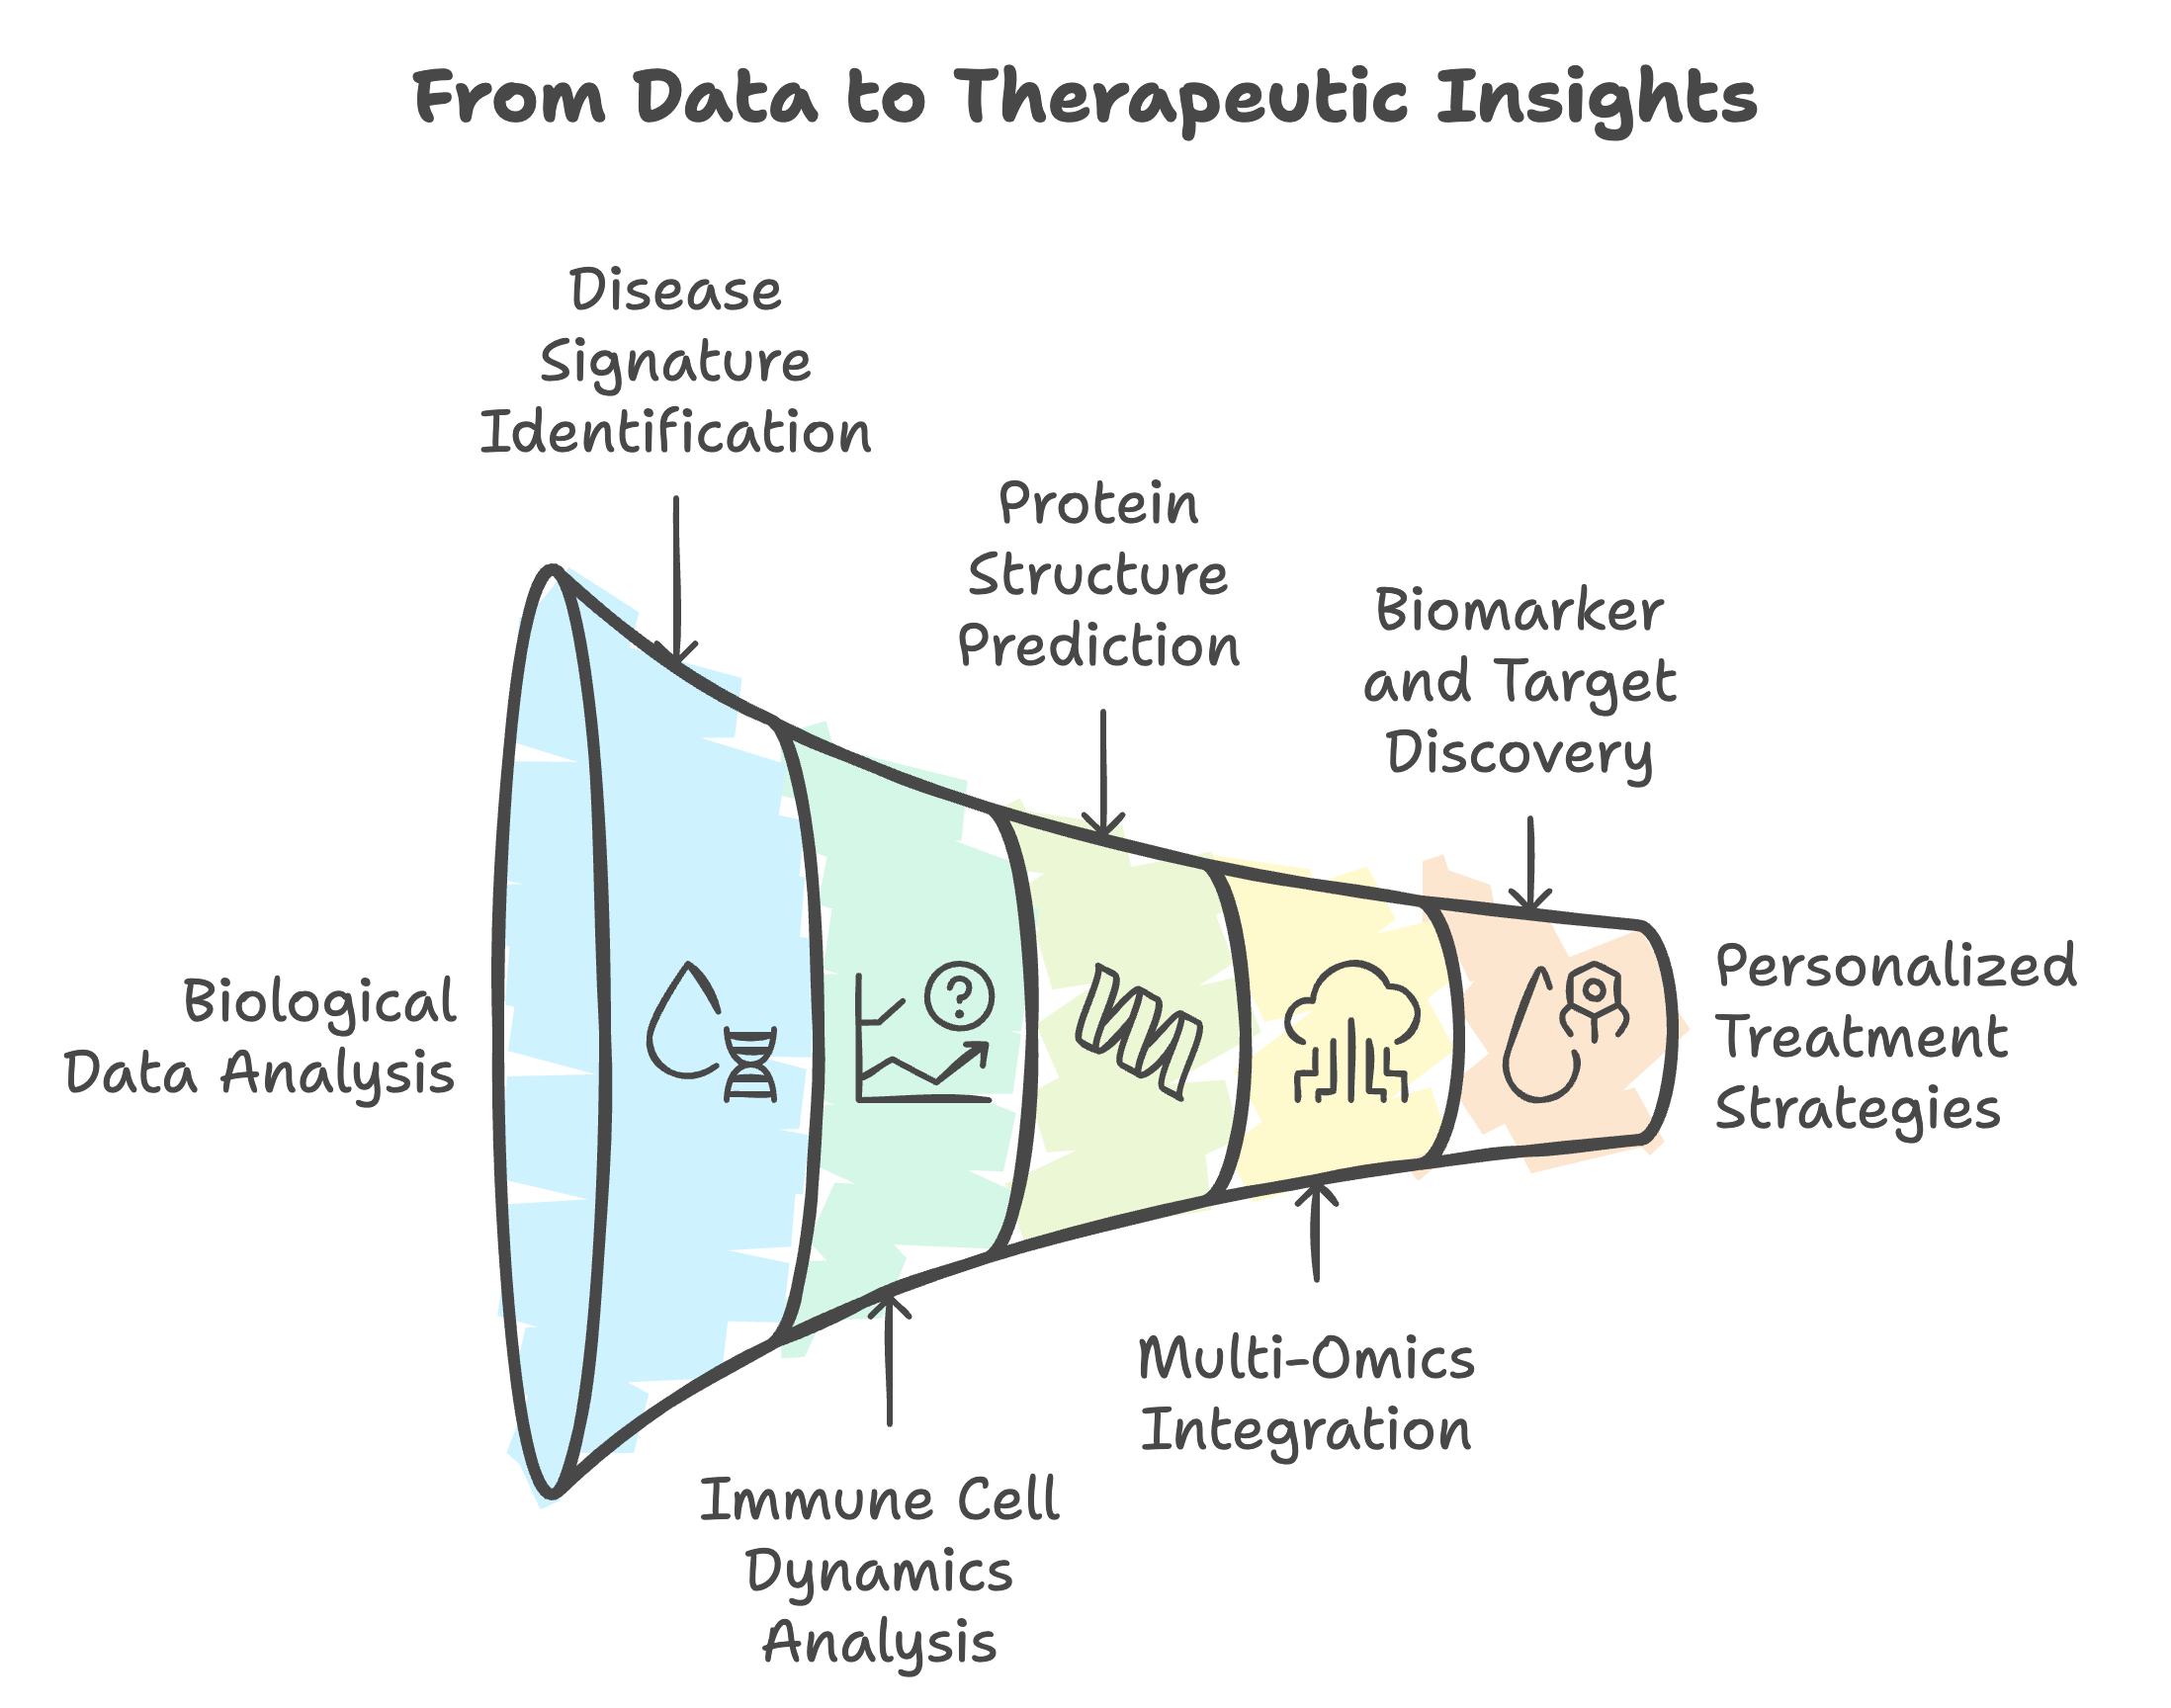 From Data to Therapeutic Insights
Disease
Signature
Identification
Protein
Structure
Prediction
Biomarker
and Target
Discovery
Biological
Data Analysis
?
Personalized
Treatment
Strategies
Multi-Omics
Integration
Immune Cell
Dynamics
Analysis